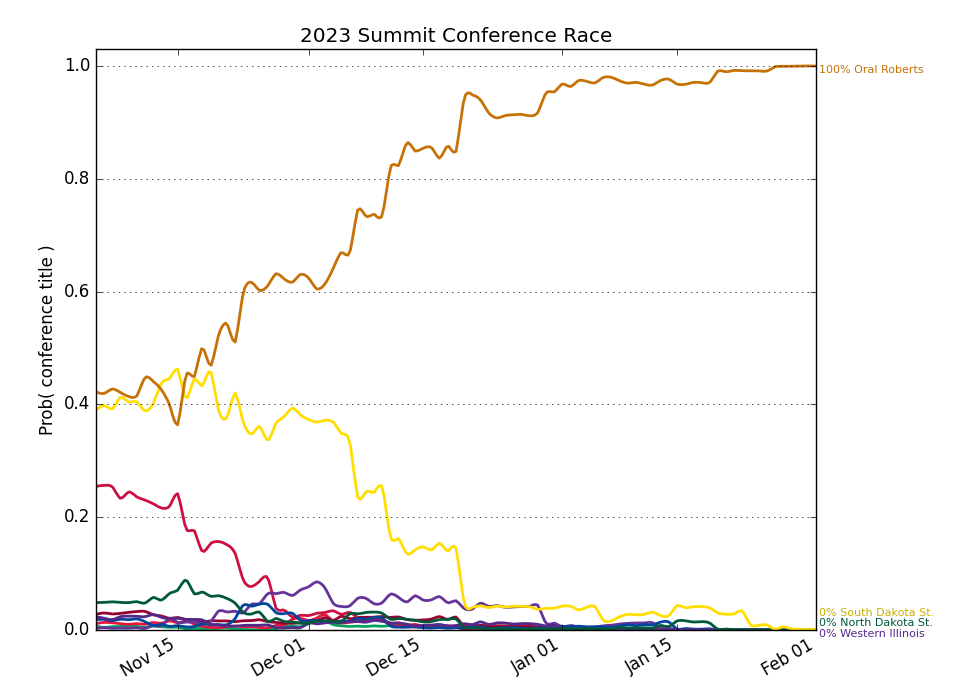 2023 Summit Conference Race
1.0
0.8
0.6
0.4
0.2
0.0
Prob( conference title )
Nov 15
Dec 01
Dec 15
Jan 01
Jan 15
Feb 01
100% Oral Roberts
0% South Dakota St.
0% North Dakota St.
0% Western Illinois